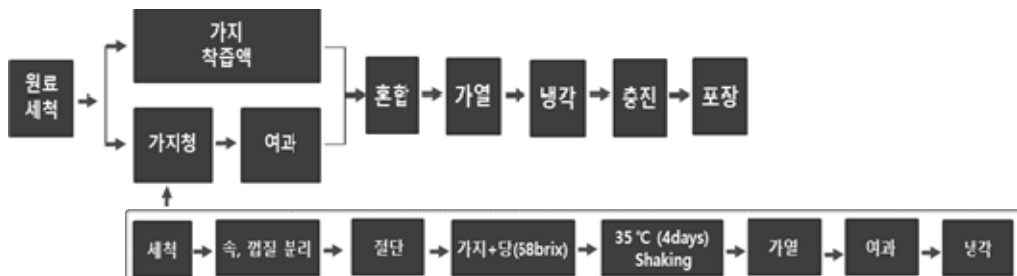 원료
세척
가지
착즙액
가지청
여과
혼합
가열
냉각
충진
포장
세척
속, 껍질 분리
절단
가지+당(58brix)
35 ℃ (4days)
Shaking
가열
여과
냉각